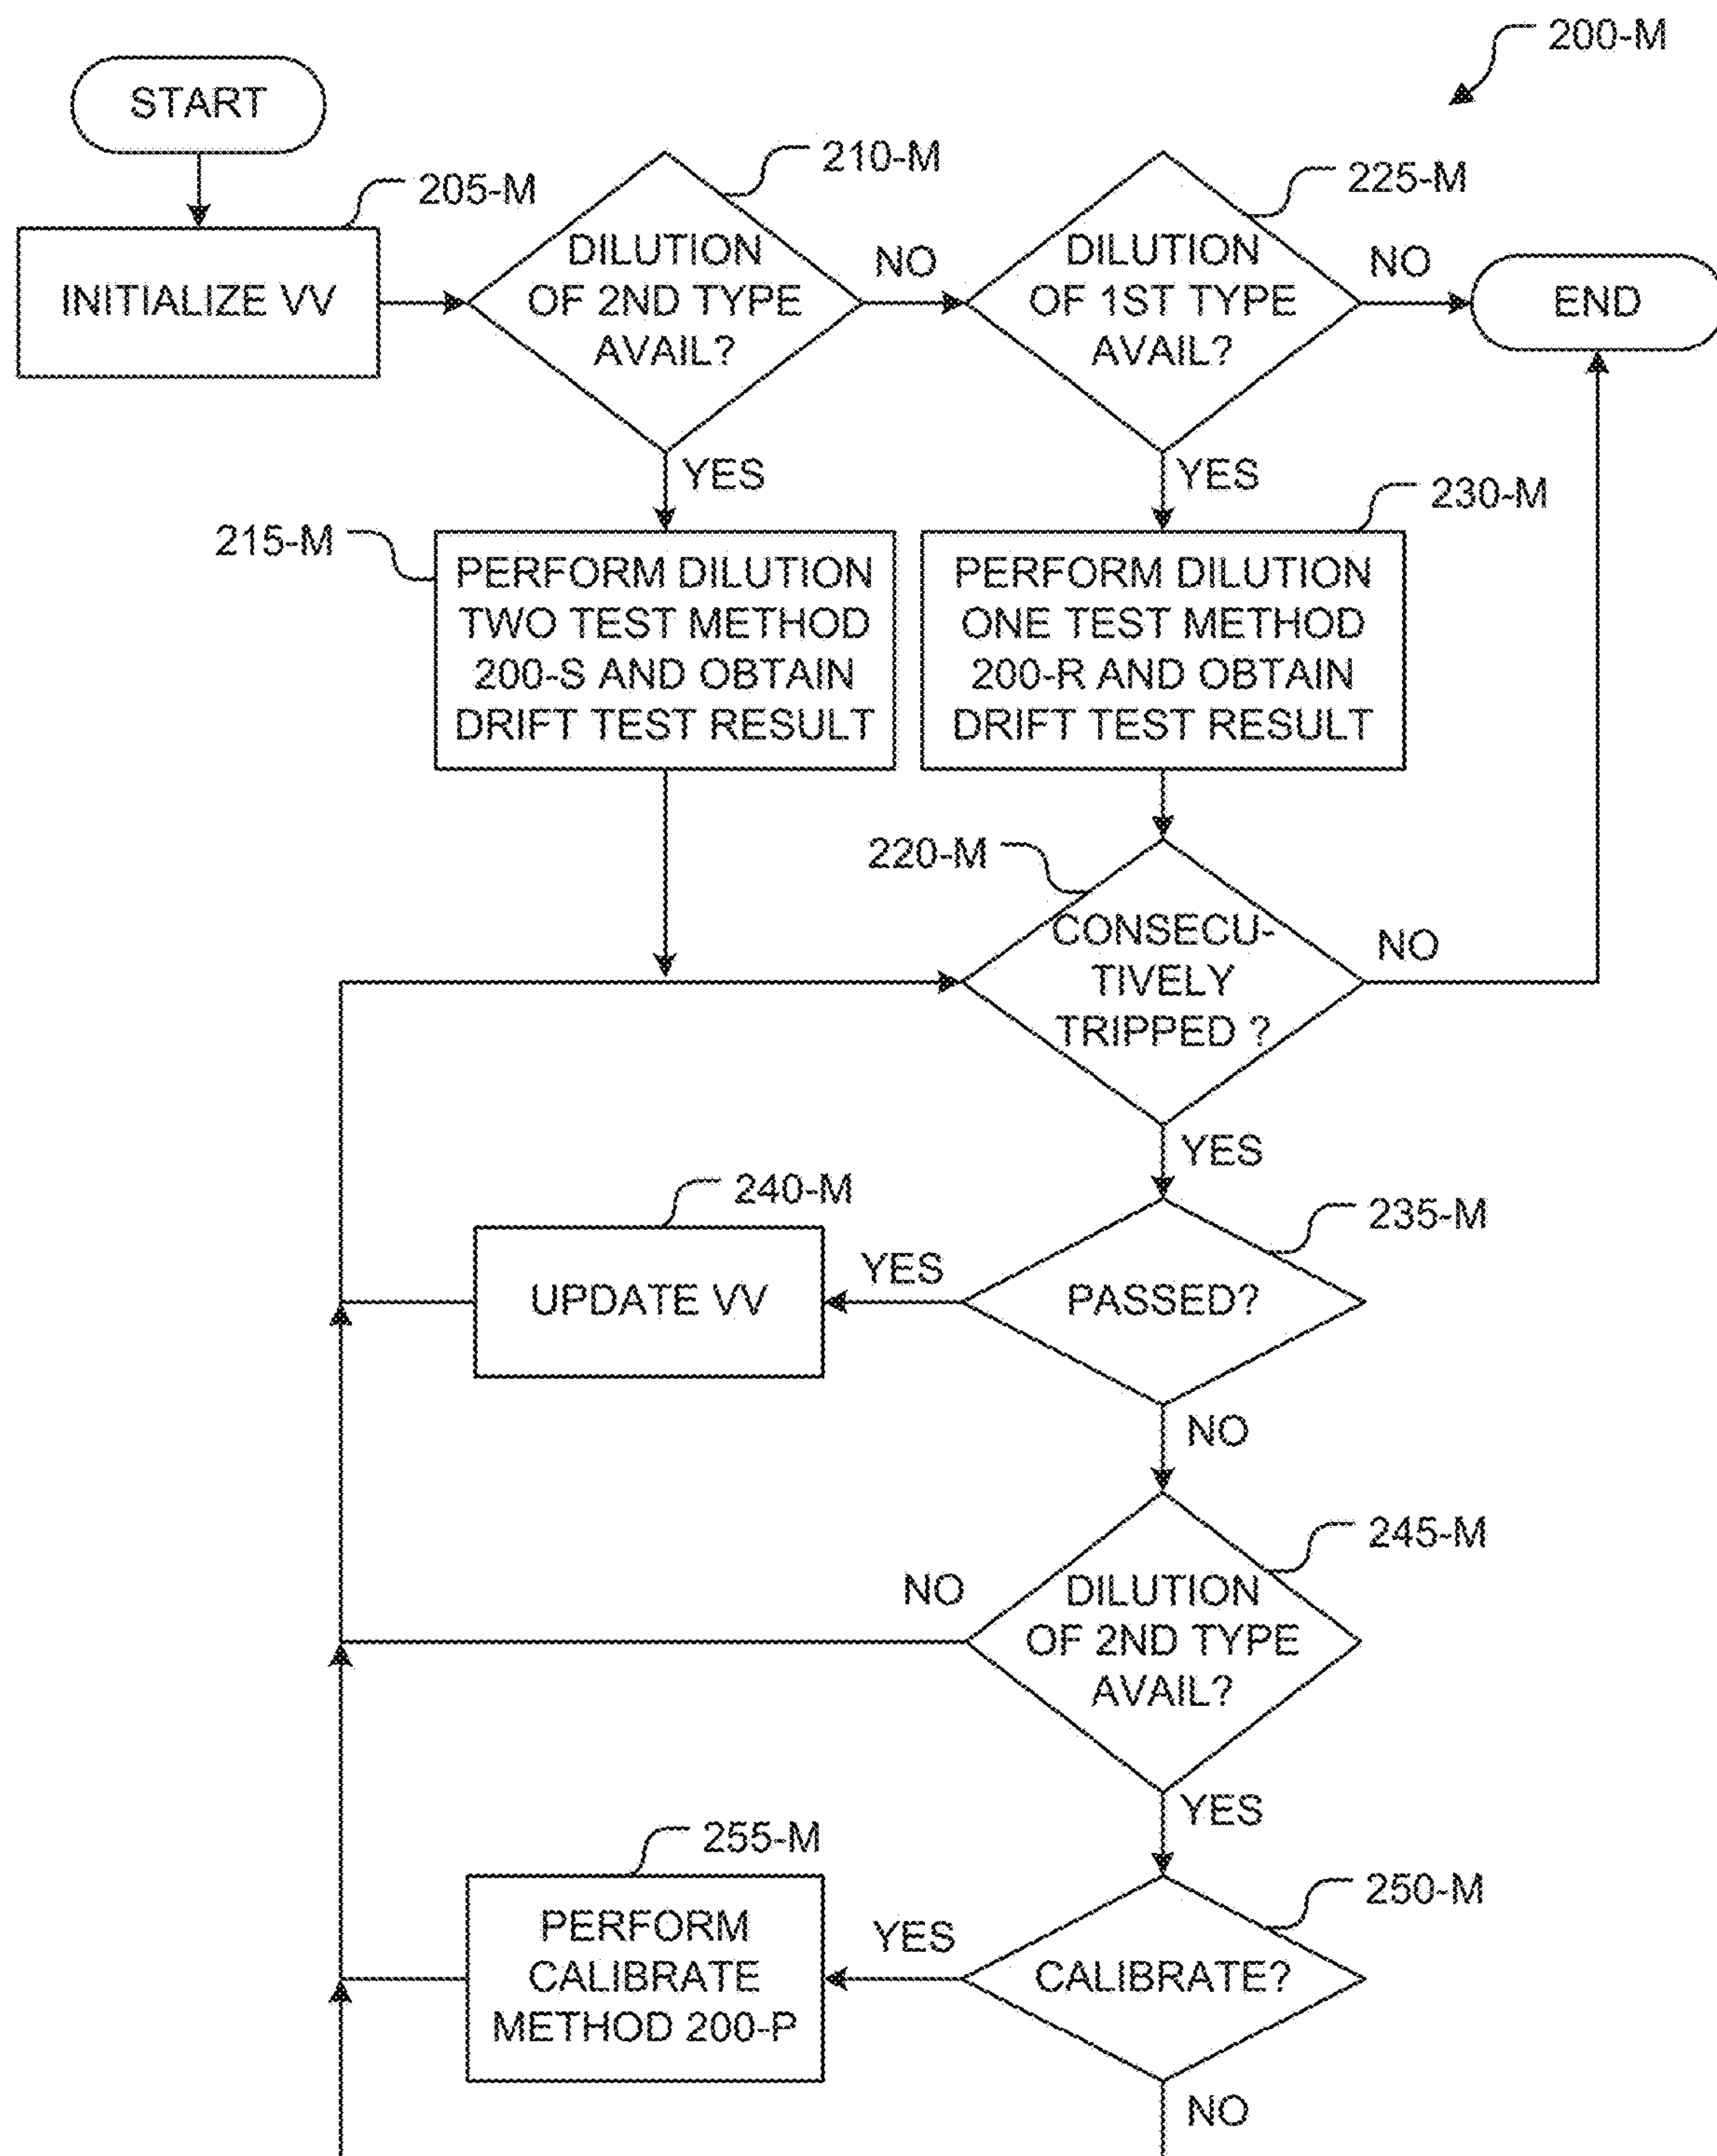 200-M
START
205-M
INITIALIZE VV
210-M
DILUTION
OF 2ND TYPE
AVAIL?
NO
YES
225-M
DILUTION
OF 1ST TYPE
AVAIL?
NO
YES
END
215-M
PERFORM DILUTION
TWO TEST METHOD
200-S AND OBTAIN
DRIFT TEST RESULT
230-M
PERFORM DILUTION
ONE TEST METHOD
200-R AND OBTAIN
DRIFT TEST RESULT
220-M
CONSECU-
TIVELY
TRIPPED ?
NO
YES
235-M
PASSED?
YES
NO
240-M
UPDATE VV
245-M
DILUTION
OF 2ND TYPE
AVAIL?
NO
YES
250-M
CALIBRATE?
YES
NO
255-M
PERFORM
CALIBRATE
METHOD 200-P